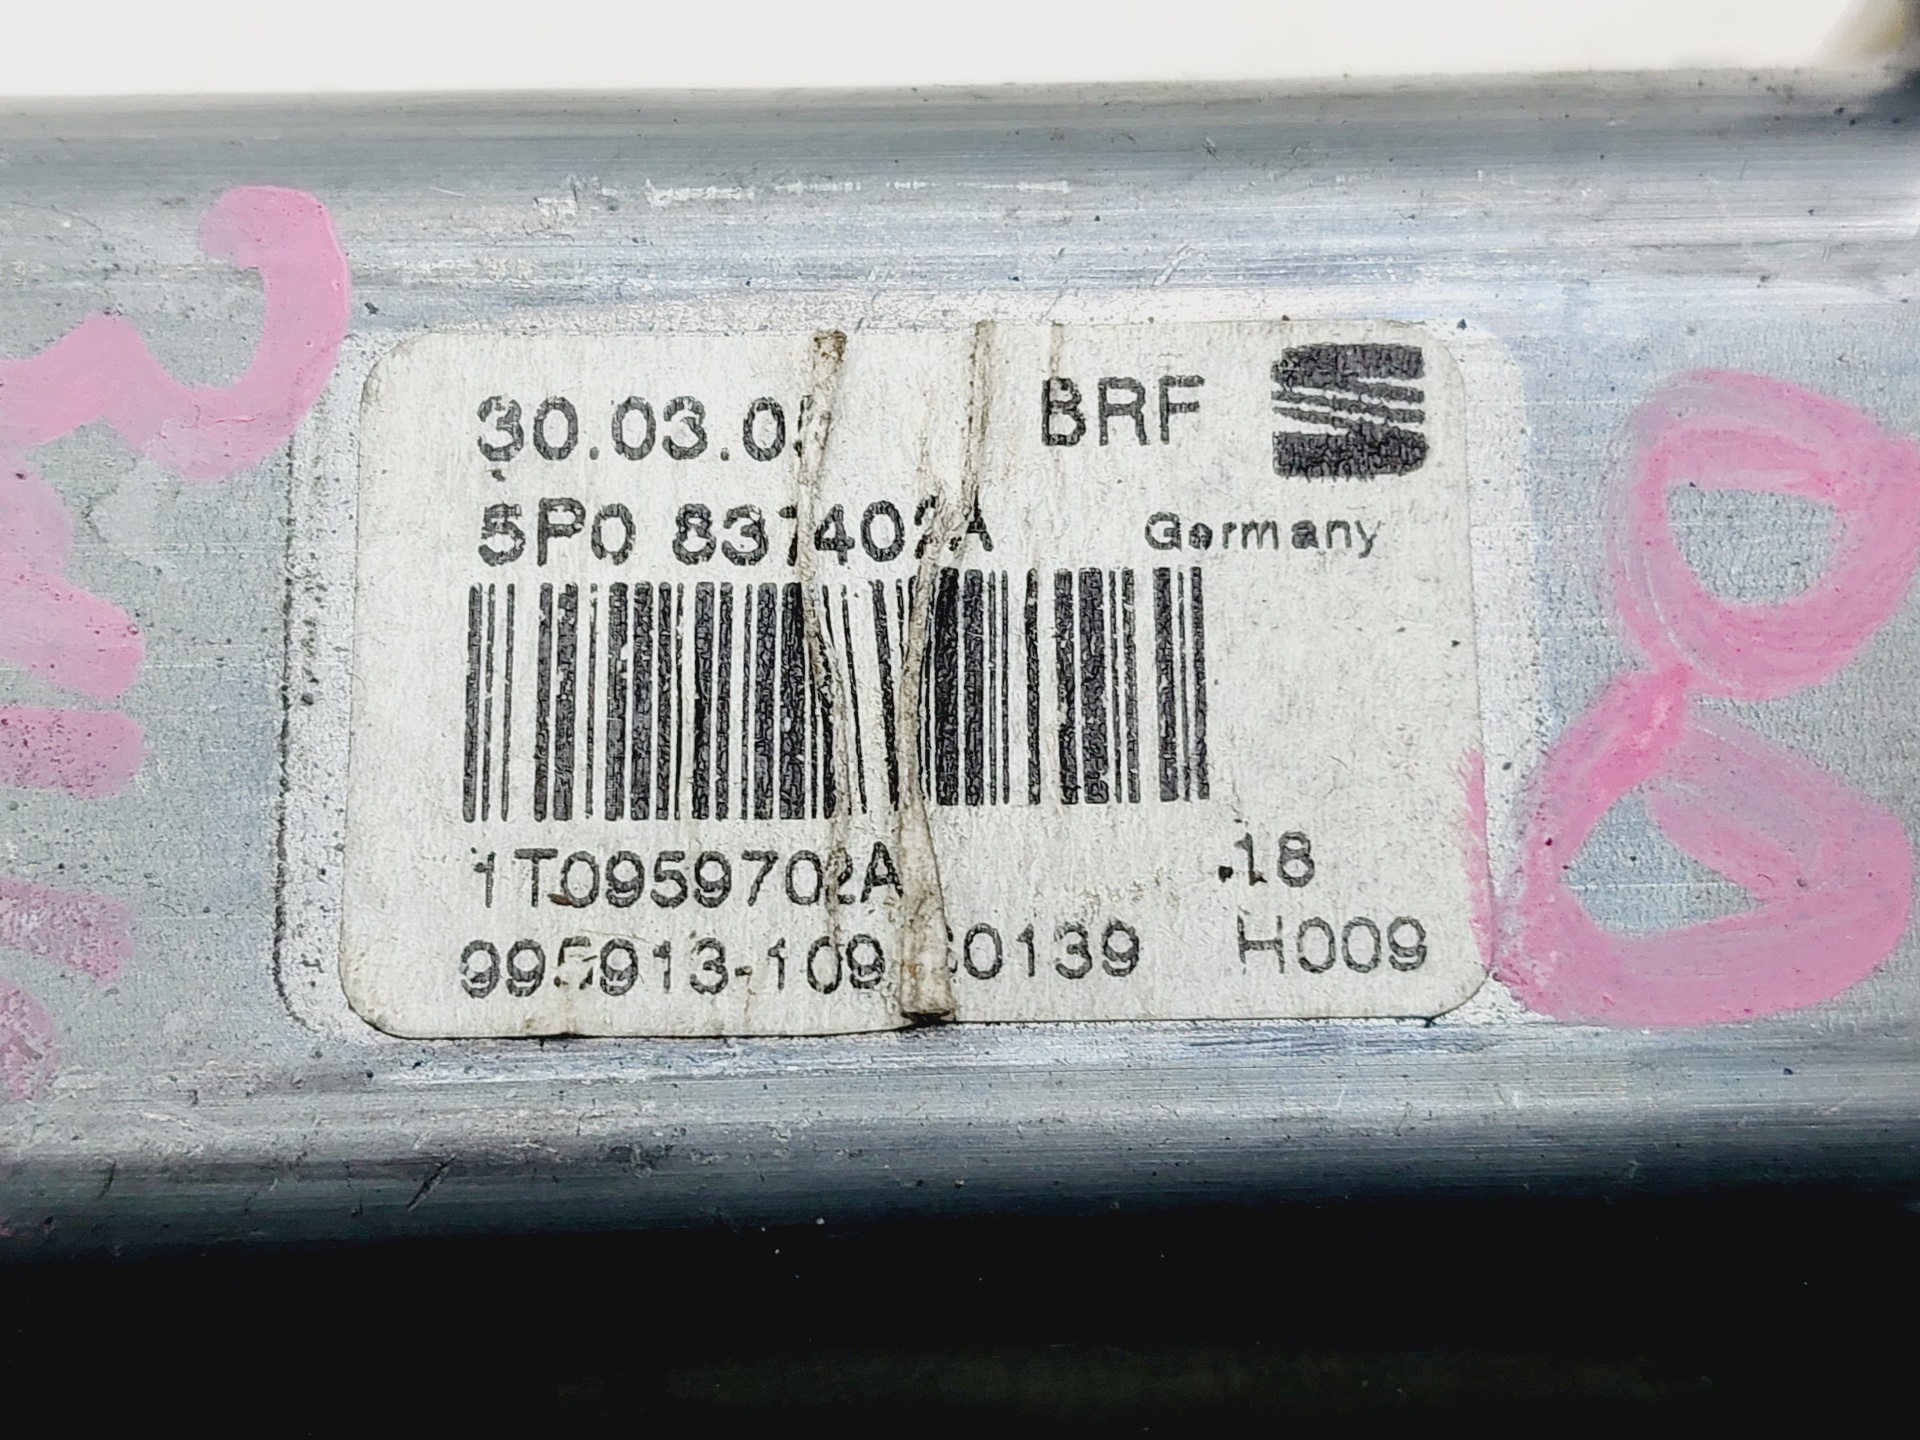 30.03.0 BRF
5P0 837402A Germany
1T0959702A .18
995913-109 0139 H009